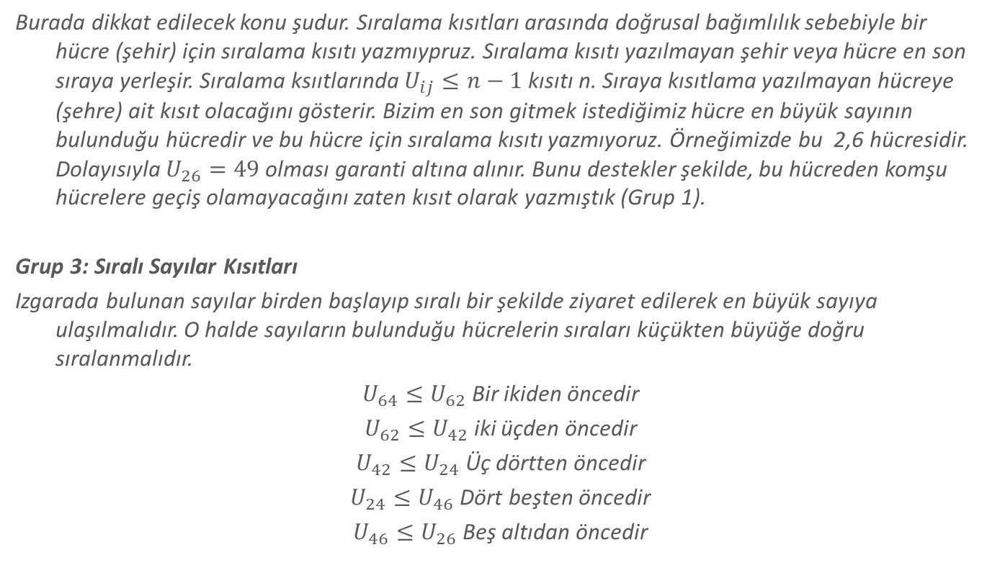 Burada dikkat edilecek konu şudur. Sıralama kısıtları arasında doğrusal bağımlılık sebebiyle bir
hücre (şehir) için sıralama kısıtı yazmıypruz. Sıralama kısıtı yazılmayan şehir veya hücre en son
sıraya yerleşir. Sıralama ksııtlarında U_{ij} ≤ n − 1 kısıtı n. Sıraya kısıtlama yazılmayan hücreye
(şehre) ait kısıt olacağını gösterir. Bizim en son gitmek istediğimiz hücre en büyük sayının
bulunduğu hücredir ve bu hücre için sıralama kısıtı yazmıyoruz. Örneğimizde bu 2,6 hücresidir.
Dolayısıyla U_{26} = 49 olması garanti altına alınır. Bunu destekler şekilde, bu hücreden komşu
hücrelere geçiş olamayacağını zaten kısıt olarak yazmıştık (Grup 1).
Grup 3: Sıralı Sayılar Kısıtları
Izgarada bulunan sayılar birden başlayıp sıralı bir şekilde ziyaret edilerek en büyük sayıya
ulaşılmalıdır. O halde sayıların bulunduğu hücrelerin sıraları küçükten büyüğe doğru
sıralanmalıdır.
U_{64} ≤ U_{62} Bir ikiden öncedir
U_{62} ≤ U_{42} iki üçden öncedir
U_{42} ≤ U_{24} Üç dörtten öncedir
U_{24} ≤ U_{46} Dört beşten öncedir
U_{46} ≤ U_{26} Beş altıdan öncedir